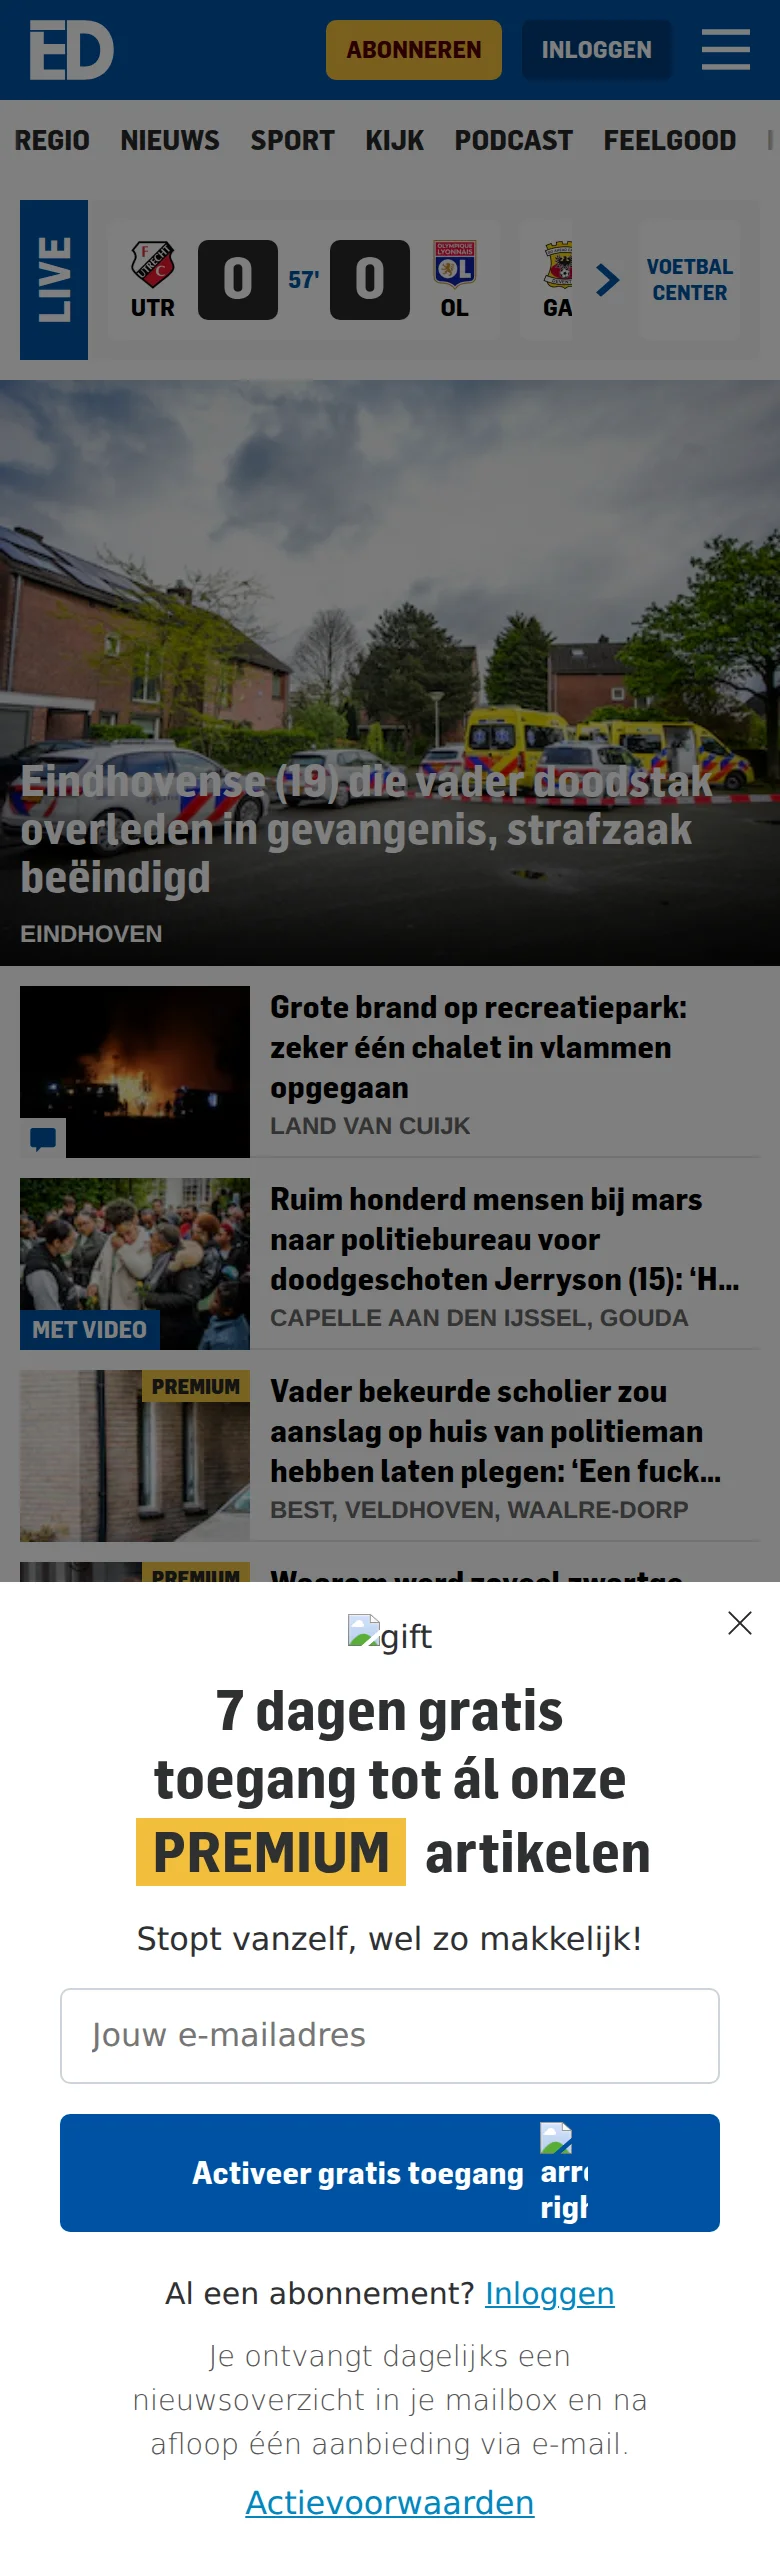 ED
ABONNEREN
INLOGGEN
REGIO NIEUWS SPORT KIJK PODCAST FEELGOOD
LIVE
UTR
0
57'
0
OL
GA
VOETBAL
CENTER
Eindhovense (19) die vader doodstak
overleden in gevangenis, strafzaak
beëindigd
EINDHOVEN
Grote brand op recreatiepark:
zeker één chalet in vlammen
opgegaan
LAND VAN CUIJK
MET VIDEO
Ruim honderd mensen bij mars
naar politiebureau voor
doodgeschoten Jerryson (15): ‘H...
CAPELLE AAN DEN IJSSEL, GOUDA
PREMIUM
Vader bekeurde scholier zou
aanslag op huis van politieman
hebben laten plegen: ‘Een fuck...
BEST, VELDHOVEN, WAALRE-DORP
PREMIUM
Waarom werd zoveel zwartge
gift
7 dagen gratis
toegang tot ál onze
PREMIUM artikelen
Stopt vanzelf, wel zo makkelijk!
Jouw e-mailadres
Activeer gratis toegang
arr
righ
Al een abonnement? Inloggen
Je ontvangt dagelijks een
nieuwsoverzicht in je mailbox en na
afloop één aanbieding via e-mail.
Actievoorwaarden